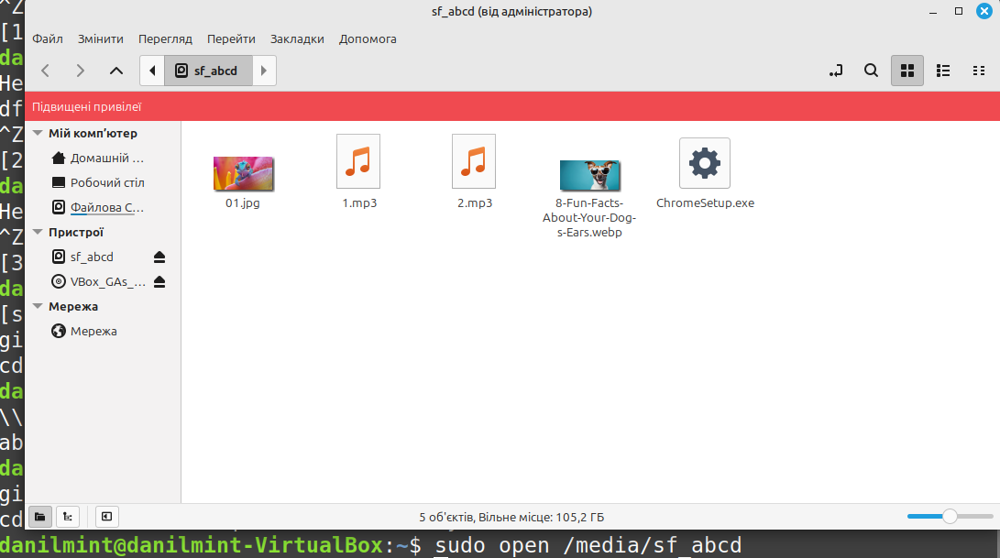 ^Z
sf_abcd (від адміністратора)
[1
Файл Змінити Перегляд Перейти Закладки Допомога
da
sf_abcd
He
df
Підвищені привілеї
^Z
Мій комп’ютер
[2
Домашній ...
da
Робочий стіл
He
Файлова С...
01.jpg
1.mp3
2.mp3
8-Fun-Facts-
About-Your-Dog-
s-Ears.webp
ChromeSetup.exe
^Z
Пристрої
[3
sf_abcd
da
VBox_GAs_...
[s
Мережа
gi
Мережа
cd
da
\\
ab
da
gi
cd
5 об'єктів, Вільне місце: 105,2 ГБ
danilmint@danilmint-VirtualBox:~$ sudo open /media/sf_abcd